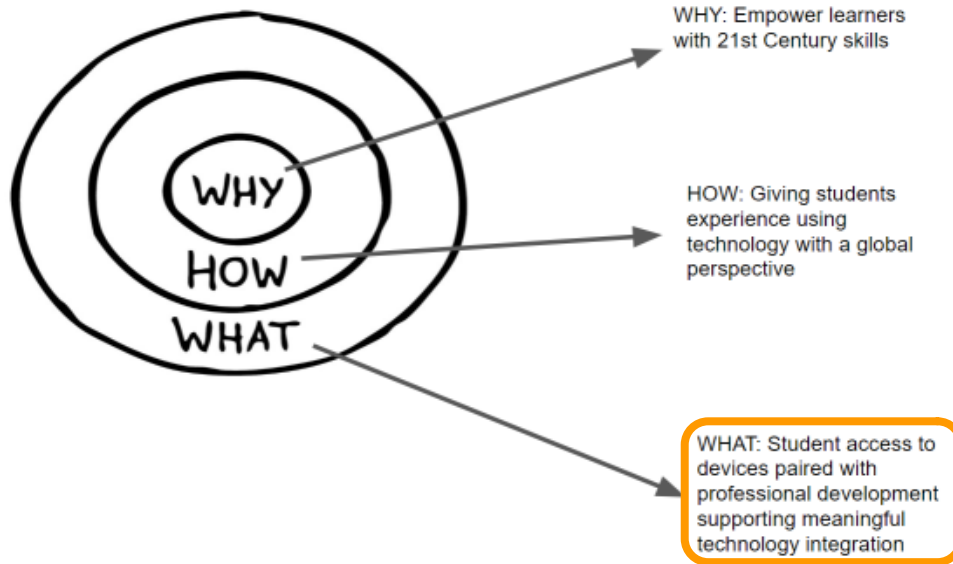 WHY: Empower learners
with 21st Century skills
WHY
HOW: Giving students
experience using
technology with a global
perspective
HOW
WHAT
WHAT: Student access to
devices paired with
professional development
supporting meaningful
technology integration